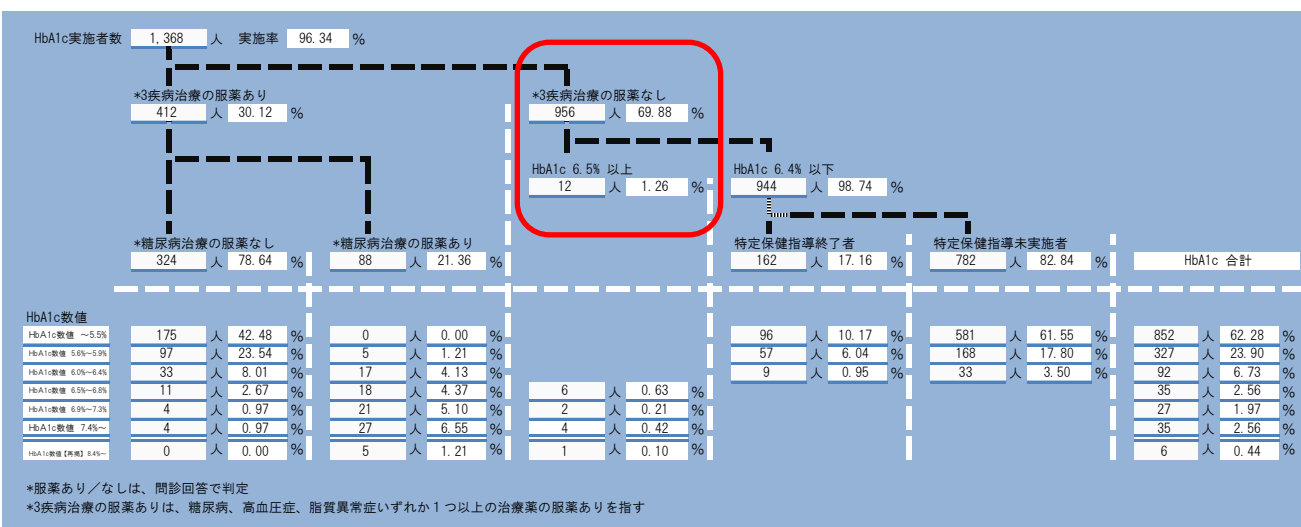 HbA1c実施者数 1,368 人 実施率 96.34 %
*3疾病治療の服薬あり *3疾病治療の服薬なし
412 人 30.12 % 956 人 69.88 %
HbA1c 6.5% 以上 HbA1c 6.4% 以下
12 人 1.26 % 944 人 98.74 %
*糖尿病治療の服薬なし *糖尿病治療の服薬あり 特定保健指導終了者 特定保健指導未実施者
324 人 78.64 % 88 人 21.36 % 162 人 17.16 % 782 人 82.84 % HbA1c 合計
HbA1c数値
HbA1c数値 ～5.5% 175 人 42.48 % 0 人 0.00 % 96 人 10.17 % 581 人 61.55 % 852 人 62.28 %
HbA1c数値 5.6%～5.9% 97 人 23.54 % 5 人 1.21 % 57 人 6.04 % 168 人 17.80 % 327 人 23.90 %
HbA1c数値 6.0%～6.4% 33 人 8.01 % 17 人 4.13 % 9 人 0.95 % 33 人 3.50 % 92 人 6.73 %
HbA1c数値 6.5%～6.8% 11 人 2.67 % 18 人 4.37 % 6 人 0.63 % 35 人 2.56 %
HbA1c数値 6.9%～7.3% 4 人 0.97 % 21 人 5.10 % 2 人 0.21 % 27 人 1.97 %
HbA1c数値 7.4%～ 4 人 0.97 % 27 人 6.55 % 4 人 0.42 % 35 人 2.56 %
HbA1c数値【再掲】8.4%～ 0 人 0.00 % 5 人 1.21 % 1 人 0.10 % 6 人 0.44 %
*服薬あり／なしは、問診回答で判定
*3疾病治療の服薬ありは、糖尿病、高血圧症、脂質異常症いずれか１つ以上の治療薬の服薬ありを指す